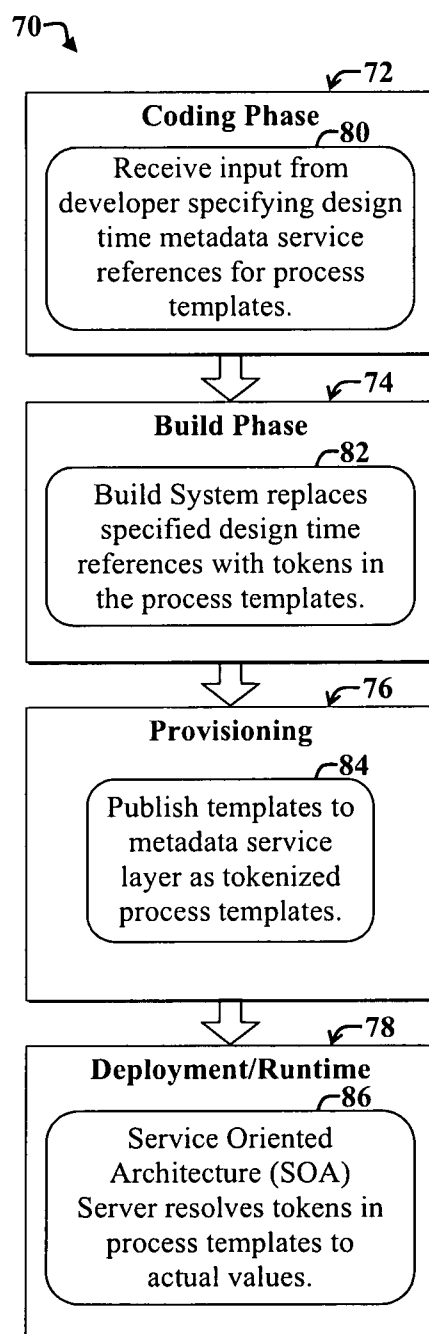 70
72
Coding Phase
80
Receive input from
developer specifying design
time metadata service
references for process
templates.
74
Build Phase
82
Build System replaces
specified design time
references with tokens in
the process templates.
76
Provisioning
84
Publish templates to
metadata service
layer as tokenized
process templates.
78
Deployment/Runtime
86
Service Oriented
Architecture (SOA)
Server resolves tokens in
process templates to
actual values.